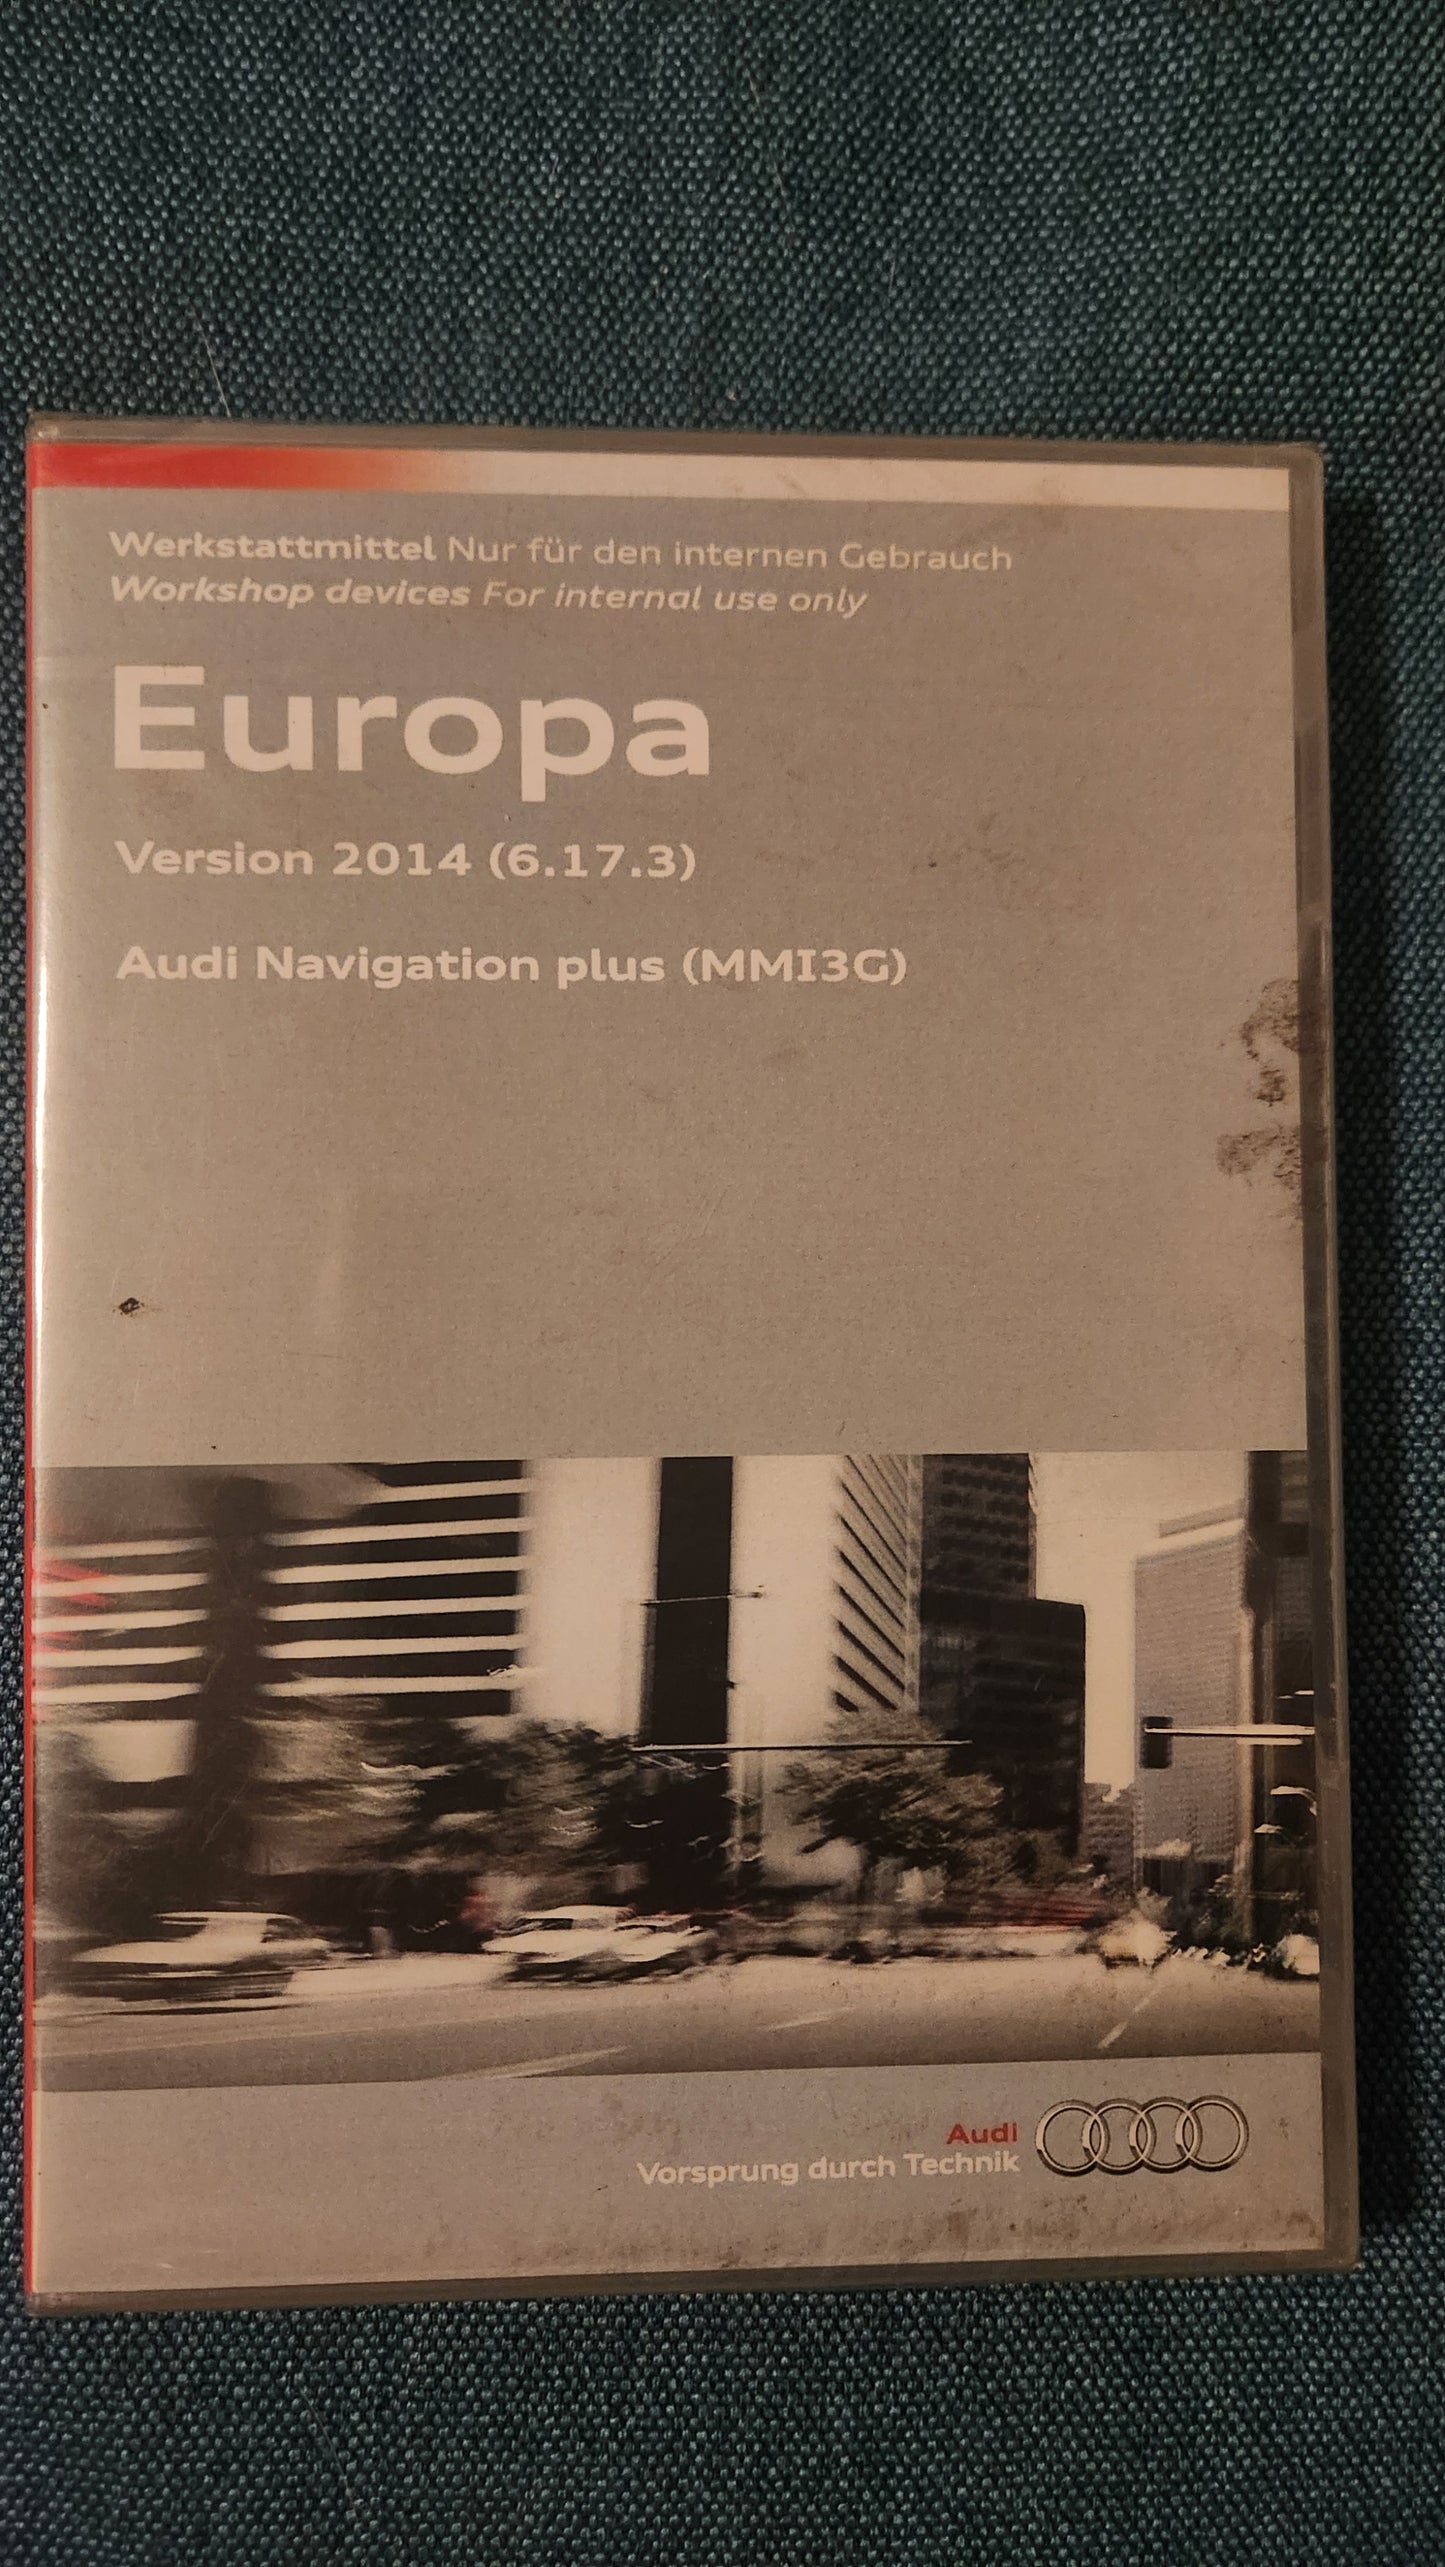 Werkstattmittel Nur für den internen Gebrauch
Workshop devices For internal use only
Europa
Version 2014 (6.17.3)
Audi Navigation plus (MMI3G)
Audi
Vorsprung durch Technik